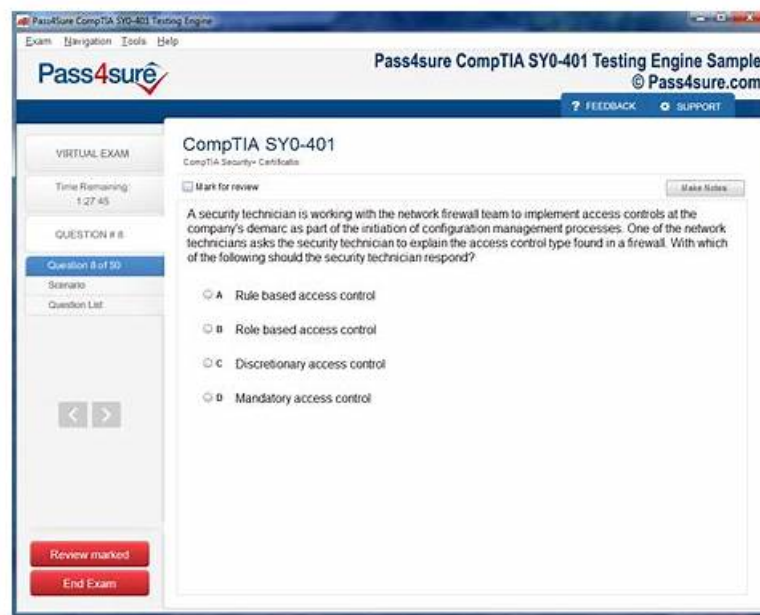 Pass4Sure CompTIA SY0-401 Testing Engine
Exam Navigation Tools Help
Pass4surê
Pass4sure CompTIA SY0-401 Testing Engine Sample
© Pass4sure.com
? FEEDBACK SUPPORT
VIRTUAL EXAM
Time Remaining:
1:27:45
QUESTION # 8
Question 8 of 50
Scenario
Question List
Review marked
End Exam
CompTIA SY0-401
CompTIA Security+ Certificatio
Mark for review
Make Notes
A security technician is working with the network firewall team to implement access controls at the
company's demarc as part of the initiation of configuration management processes. One of the network
technicians asks the security technician to explain the access control type found in a firewall. With which
of the following should the security technician respond?
A Rule based access control
B Role based access control
C Discretionary access control
D Mandatory access control